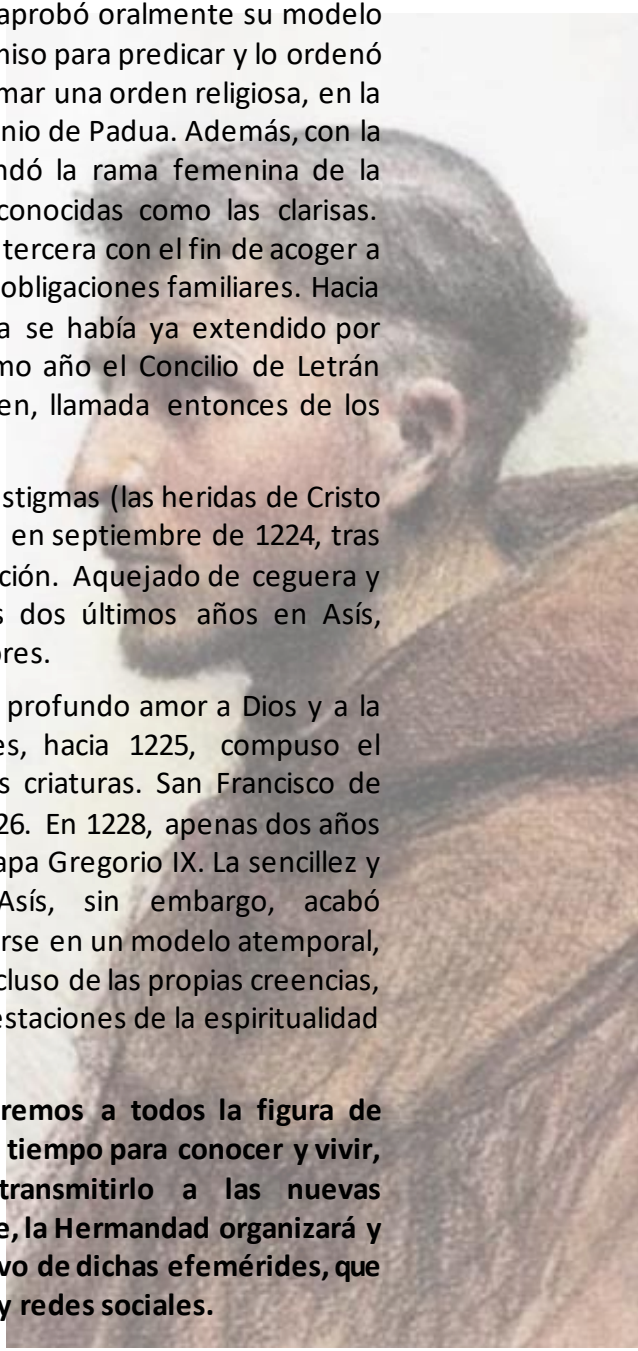 aprobó oralmente su modelo
miso para predicar y lo ordenó
mar una orden religiosa, en la
nio de Padua. Además, con la
ndó la rama femenina de la
conocidas como las clarisas.
tercera con el fin de acoger a
obligaciones familiares. Hacia
a se había ya extendido por
mo año el Concilio de Letrán
en, llamada entonces de los
stigmas (las heridas de Cristo
en septiembre de 1224, tras
ción. Aquejado de ceguera y
s dos últimos años en Asís,
ores.
profundo amor a Dios y a la
es, hacia 1225, compuso el
s criaturas. San Francisco de
26. En 1228, apenas dos años
apa Gregorio IX. La sencillez y
Asís, sin embargo, acabó
rse en un modelo atemporal,
cluso de las propias creencias,
estaciones de la espiritualidad
remos a todos la figura de
tiempo para conocer y vivir,
transmitirlo a las nuevas
e, la Hermandad organizará y
vo de dichas efemérides, que
y redes sociales.